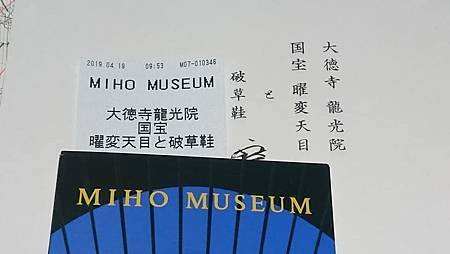 2019.04.19 09:53 M07-010346
MIHO MUSEUM
大徳寺龍光院
国宝
曜変天目と破草鞋
大徳寺 龍光院
国宝 曜変天目
と
破草鞋
MIHO MUSEUM